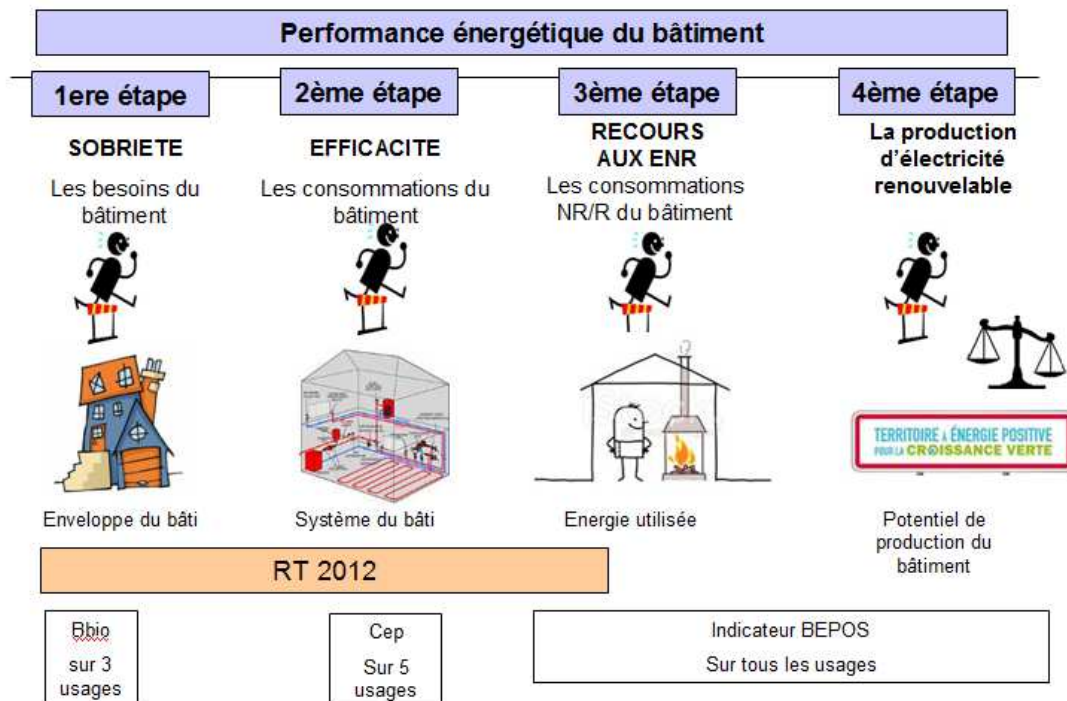 Performance énergétique du bâtiment
1ere étape
2ème étape
3ème étape
4ème étape
SOBRIETE
Les besoins du
bâtiment
EFFICACITE
Les consommations du
bâtiment
RECOURS
AUX ENR
Les consommations
NR/R du bâtiment
La production
d'électricité
renouvelable
TERRITOIRE à ÉNERGIE POSITIVE
POUR LA CROISSANCE VERTE
Enveloppe du bâti
Système du bâti
Energie utilisée
Potentiel de
production du
bâtiment
RT 2012
Bbio
sur 3
usages
Cep
Sur 5
usages
Indicateur BEPOS
Sur tous les usages